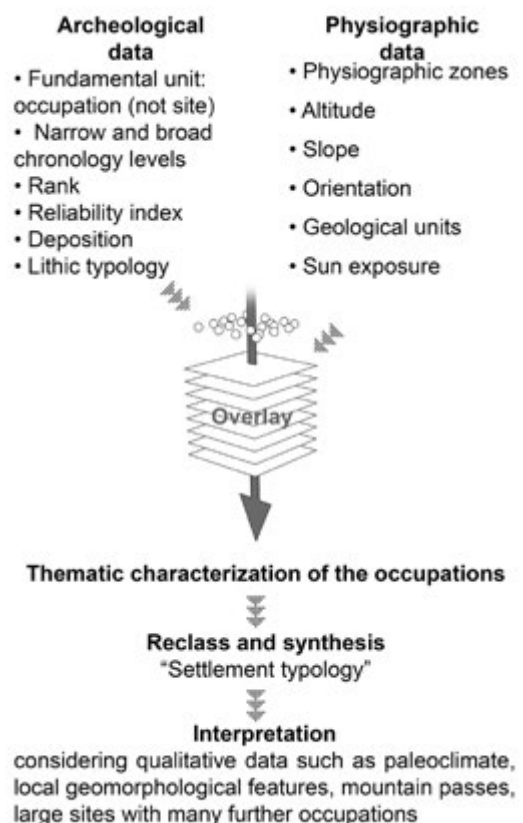 Archeological
data
• Fundamental unit:
occupation (not site)
• Narrow and broad
chronology levels
• Rank
• Reliability index
• Deposition
• Lithic typology
Physiographic
data
• Physiographic zones
• Altitude
• Slope
• Orientation
• Geological units
• Sun exposure
Overlay
Thematic characterization of the occupations
Reclass and synthesis
“Settlement typology”
Interpretation
considering qualitative data such as paleoclimate,
local geomorphological features, mountain passes,
large sites with many further occupations